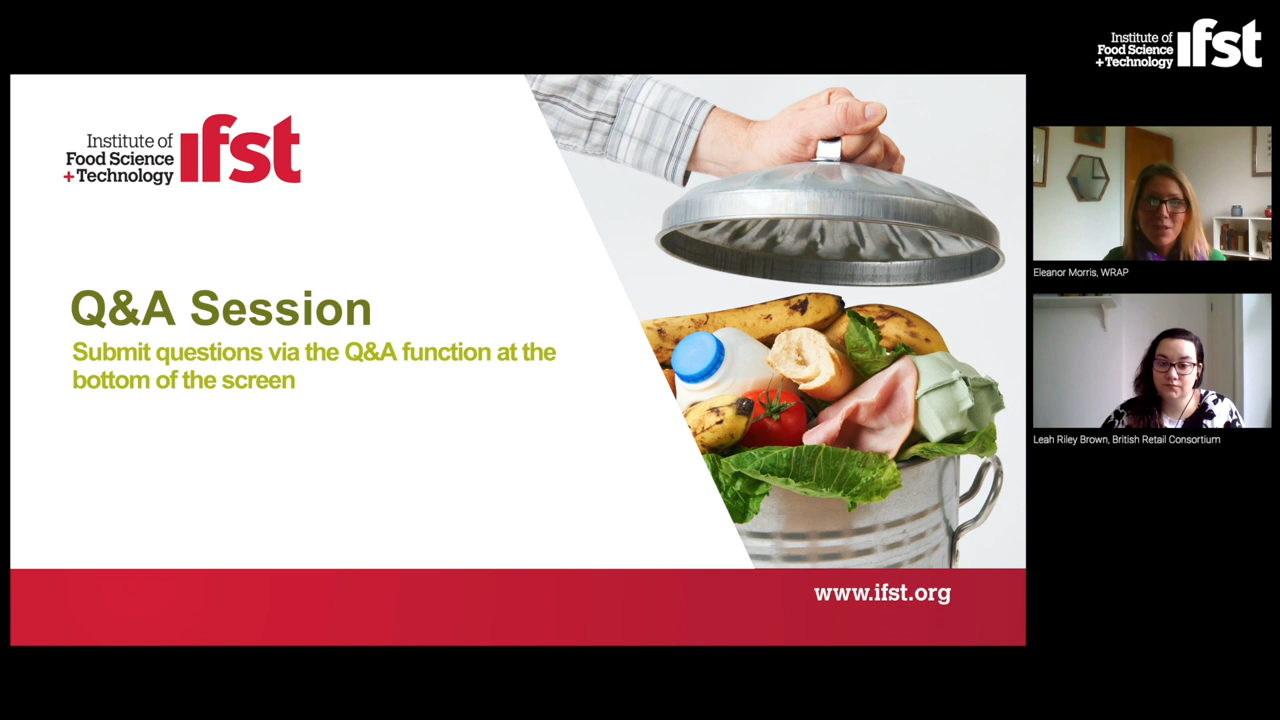 Institute of
Food Science
+Technology
ifst
Institute of
Food Science
+Technology
ifst
Q&A Session
Submit questions via the Q&A function at the
bottom of the screen
www.ifst.org
Eleanor Morris, WRAP
Leah Riley Brown, British Retail Consortium